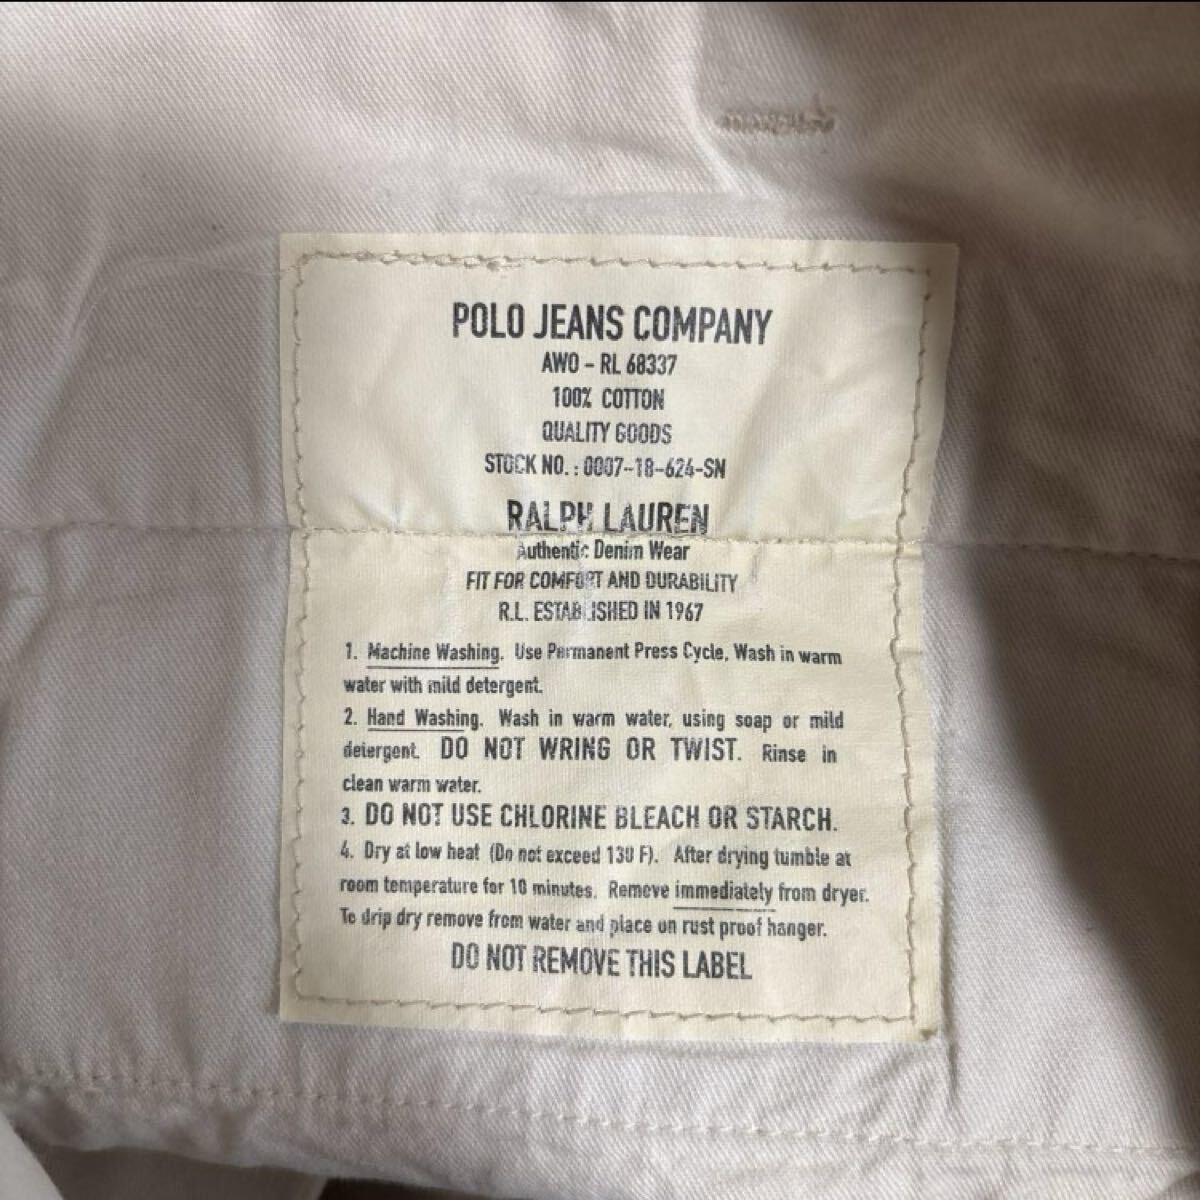 POLO JEANS COMPANY
AWO - RL 68337
100% COTTON
QUALITY GOODS
STOCK NO.: 0007-18-624-SN
RALPH LAUREN
Authentic Denim Wear
FIT FOR COMFORT AND DURABILITY
R.L. ESTABLISHED IN 1967
1. Machine Washing. Use Permanent Press Cycle, Wash in warm
water with mild detergent.
2. Hand Washing. Wash in warm water, using soap or mild
detergent. DO NOT WRING OR TWIST. Rinse in
clean warm water.
3. DO NOT USE CHLORINE BLEACH OR STARCH.
4. Dry at low heat (Do not exceed 130 F). After drying tumble at
room temperature for 10 minutes. Remove immediately from dryer.
To drip dry remove from water and place on rust proof hanger.
DO NOT REMOVE THIS LABEL